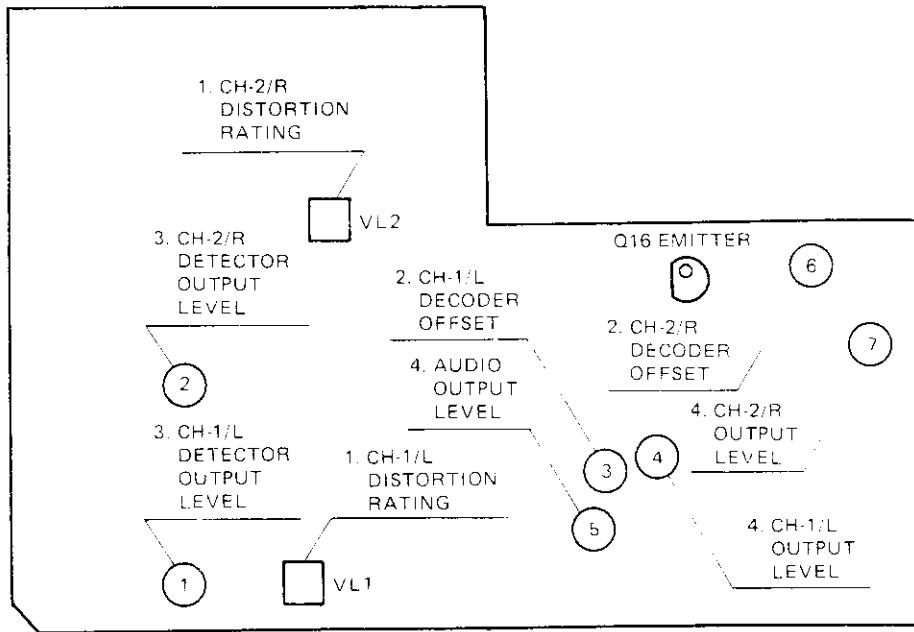 1. CH-2/R
DISTORTION
RATING
VL2
3. CH-2/R
DETECTOR
OUTPUT
LEVEL
2
2. CH-1/L
DECODER
OFFSET
Q16 EMITTER
6
2. CH-2/R
DECODER
OFFSET
7
4. AUDIO
OUTPUT
LEVEL
3. CH-1/L
DETECTOR
OUTPUT
LEVEL
1
1. CH-1/L
DISTORTION
RATING
VL1
3
4
5
4. CH-2/R
OUTPUT
LEVEL
4. CH-1/L
OUTPUT
LEVEL